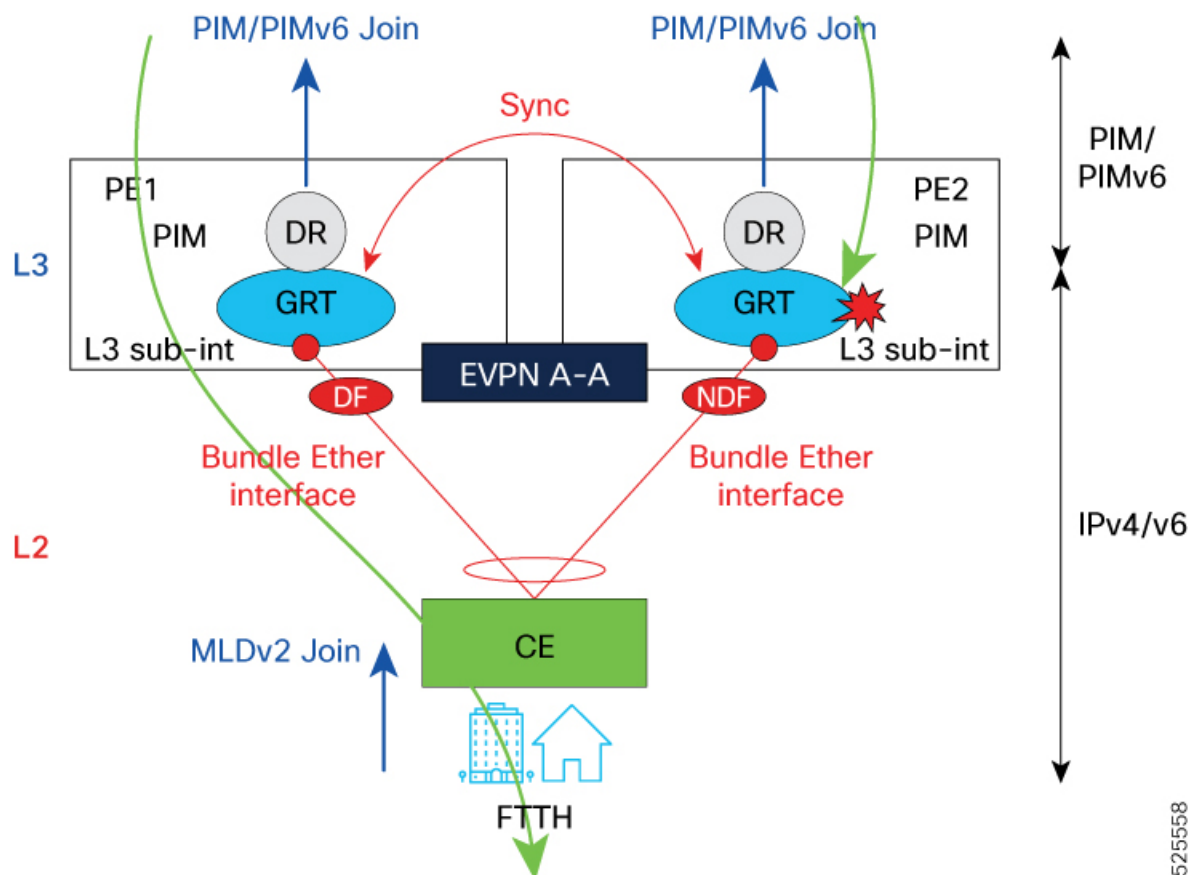 PIM/PIMv6 Join
PIM/PIMv6 Join
Sync
PIM/
PIMv6
PE1
PE2
PIM
DR
DR
PIM
L3
GRT
GRT
L3 sub-int
L3 sub-int
EVPN A-A
DF
NDF
Bundle Ether
interface
Bundle Ether
interface
IPv4/v6
L2
CE
MLDv2 Join
FTTH
525558